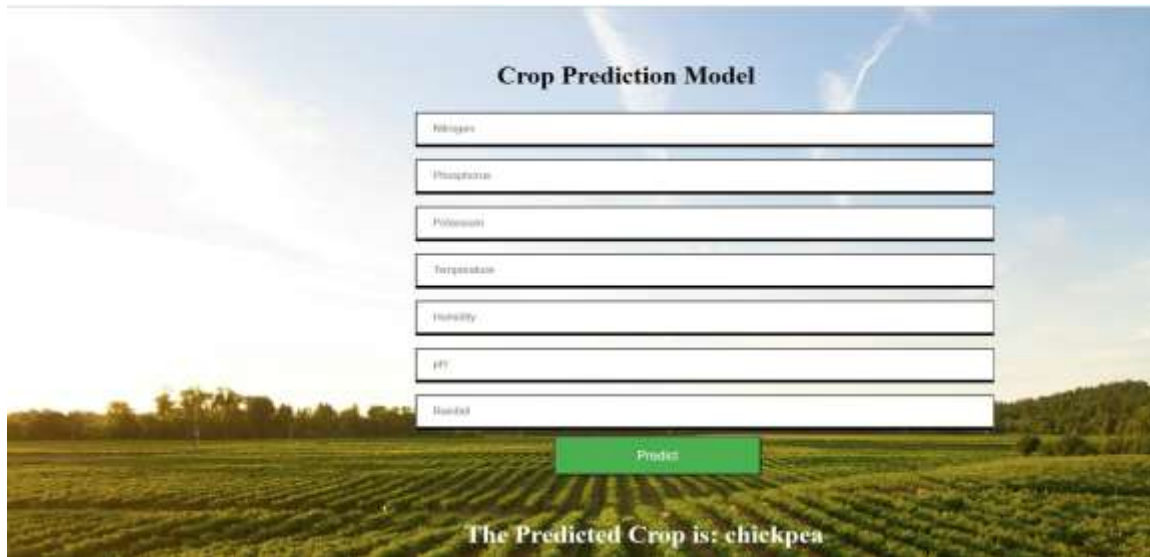 Crop Prediction Model
Nitrogen
Phosphorus
Potassium
Temperature
Humidity
pH
Rainfall
Predict
The Predicted Crop is: chickpea